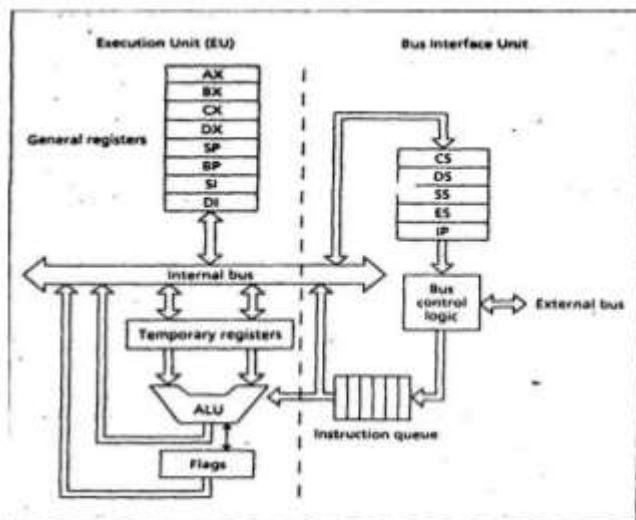 Execution Unit (EU)
Bus Interface Unit
AX
BX
CX
DX
SP
BP
SI
DI
General registers
CS
DS
SS
ES
IP
Internal bus
Bus
control
logic
External bus
Temporary registers
ALU
Instruction queue
Flags